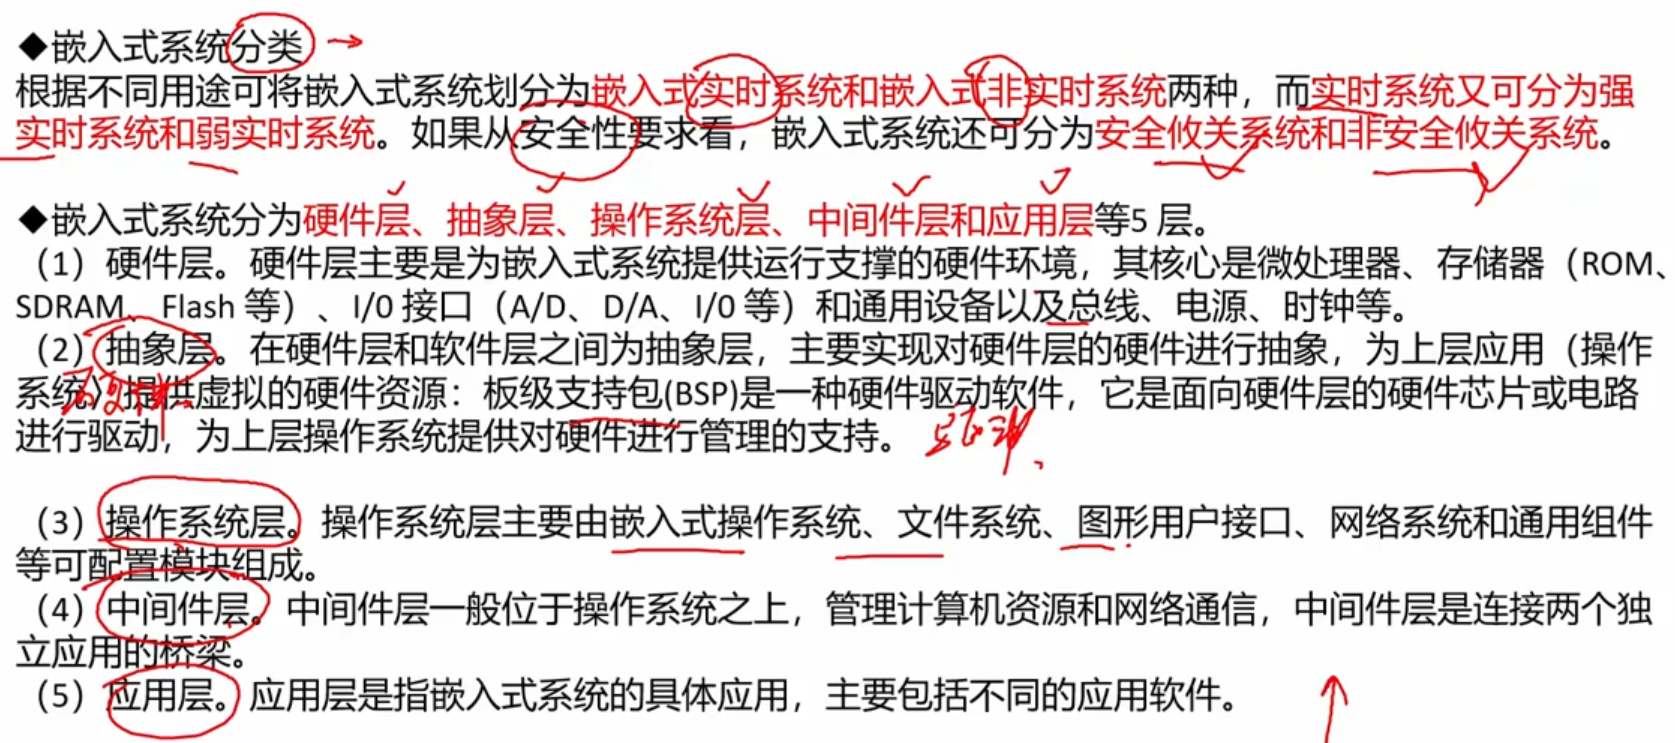 ◆嵌入式系统分类
根据不同用途可将嵌入式系统划分为嵌入式实时系统和嵌入式非实时系统两种，而实时系统又可分为强
实时系统和弱实时系统。如果从安全性要求看，嵌入式系统还可分为安全攸关系统和非安全攸关系统。
◆嵌入式系统分为硬件层、抽象层、操作系统层、中间件层和应用层等5 层。
（1）硬件层。硬件层主要是为嵌入式系统提供运行支撑的硬件环境，其核心是微处理器、存储器（ROM、
SDRAM、Flash 等）、I/0 接口（A/D、D/A、I/0 等）和通用设备以及总线、电源、时钟等。
（2）抽象层。在硬件层和软件层之间为抽象层，主要实现对硬件层的硬件进行抽象，为上层应用（操作
系统）提供虚拟的硬件资源：板级支持包(BSP)是一种硬件驱动软件，它是面向硬件层的硬件芯片或电路
进行驱动，为上层操作系统提供对硬件进行管理的支持。
驱动
（3）操作系统层。操作系统层主要由嵌入式操作系统、文件系统、图形用户接口、网络系统和通用组件
等可配置模块组成。
（4）中间件层。中间件层一般位于操作系统之上，管理计算机资源和网络通信，中间件层是连接两个独
立应用的桥梁。
（5）应用层。应用层是指嵌入式系统的具体应用，主要包括不同的应用软件。